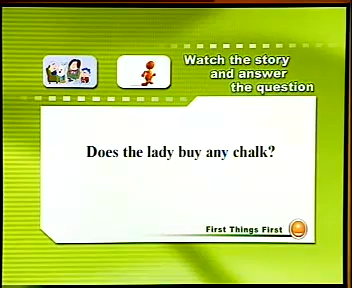 Watch the story
and answer
the question
Does the lady buy any chalk?
First Things First